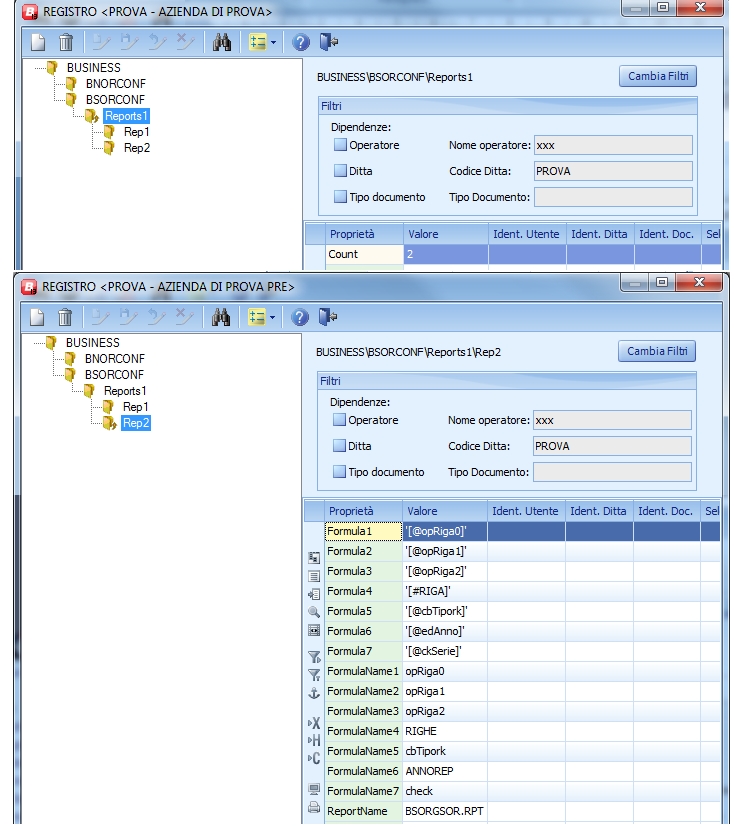 REGISTRO <PROVA - AZIENDA DI PROVA>
BUSINESS
BNORCONF
BSORCONF
Reports1
Rep1
Rep2
BUSINESS\BSORCONF\Reports1
Cambia Filtri
Filtri
Dipendenze:
Operatore Nome operatore: xxx
Ditta Codice Ditta: PROVA
Tipo documento Tipo Documento:
Proprietà Valore Ident. Utente Ident. Ditta Ident. Doc. Sel
Count 2
REGISTRO <PROVA - AZIENDA DI PROVA PRE>
BUSINESS
BNORCONF
BSORCONF
Reports1
Rep1
Rep2
BUSINESS\BSORCONF\Reports1\Rep2
Cambia Filtri
Filtri
Dipendenze:
Operatore Nome operatore: xxx
Ditta Codice Ditta: PROVA
Tipo documento Tipo Documento:
Proprietà Valore Ident. Utente Ident. Ditta Ident. Doc. Sel
Formula1 '[@opRiga0]'
Formula2 '[@opRiga1]'
Formula3 '[@opRiga2]'
Formula4 '[#RIGA]'
Formula5 '[@cbTipork]'
Formula6 '[@edAnno]'
Formula7 '[@ckSerie]'
FormulaName1 opRiga0
FormulaName2 opRiga1
FormulaName3 opRiga2
FormulaName4 RIGHE
FormulaName5 cbTipork
FormulaName6 ANNOREP
FormulaName7 check
ReportName BSORGSOR.RPT